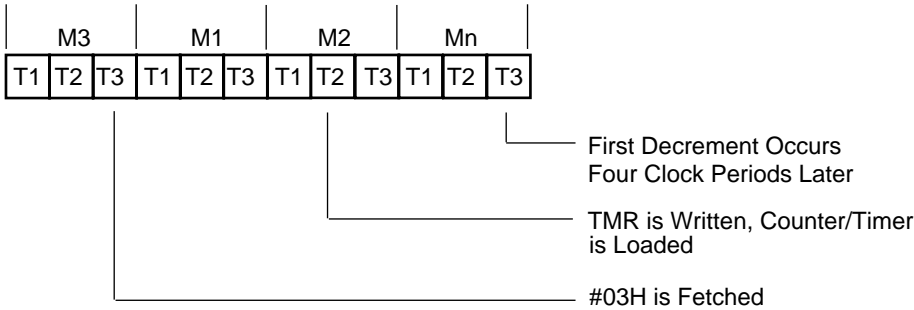 M3 M1 M2 Mn
T1 T2 T3 T1 T2 T3 T1 T2 T3 T1 T2 T3
First Decrement Occurs
Four Clock Periods Later
TMR is Written, Counter/Timer
is Loaded
#03H is Fetched